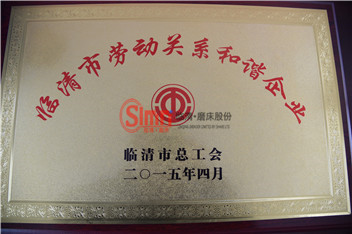 临清市劳动关系和谐企业
Simo
磨床股份
临清市总工会
二〇一五年四月